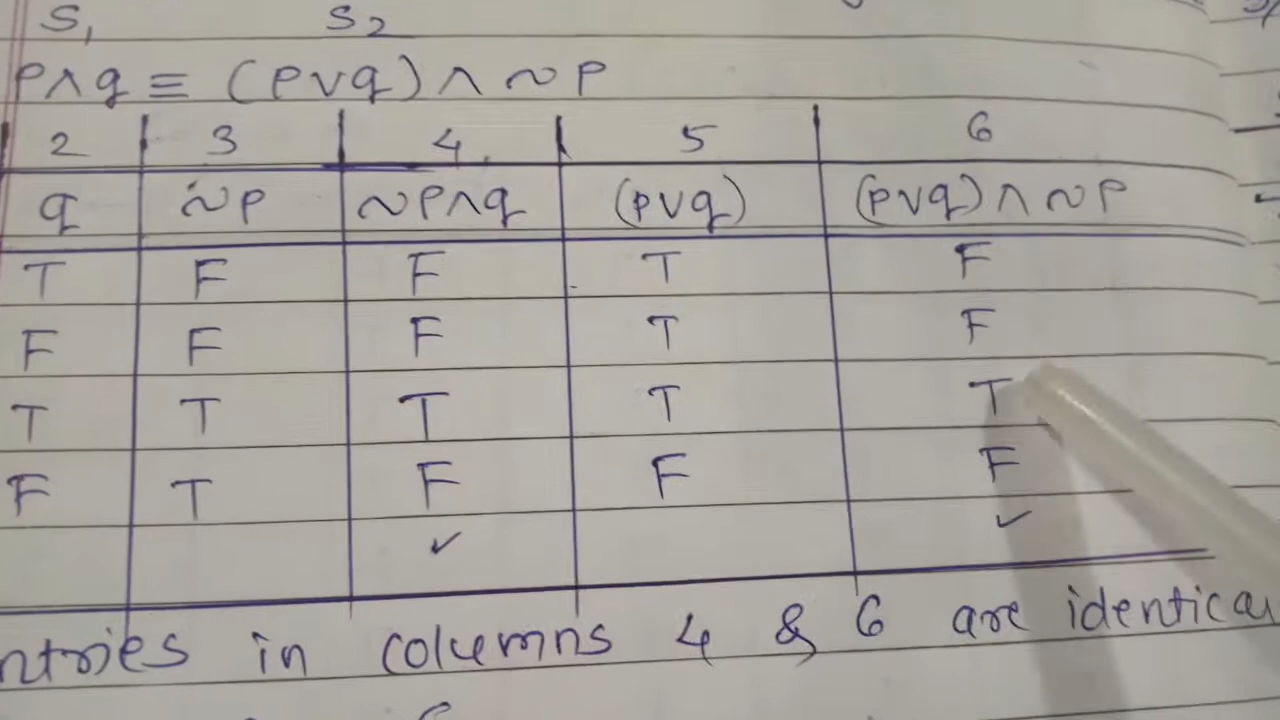 S₁ S₂
p∧q ≡ (p∨q) ∧ ~p
2 3 4 5 6
q ~p ~p∧q (p∨q) (p∨q)∧~p
T F F T F
F F F T F
T T T T T
F T F F F
✓ ✓
ntries in columns 4 & 6 are identica